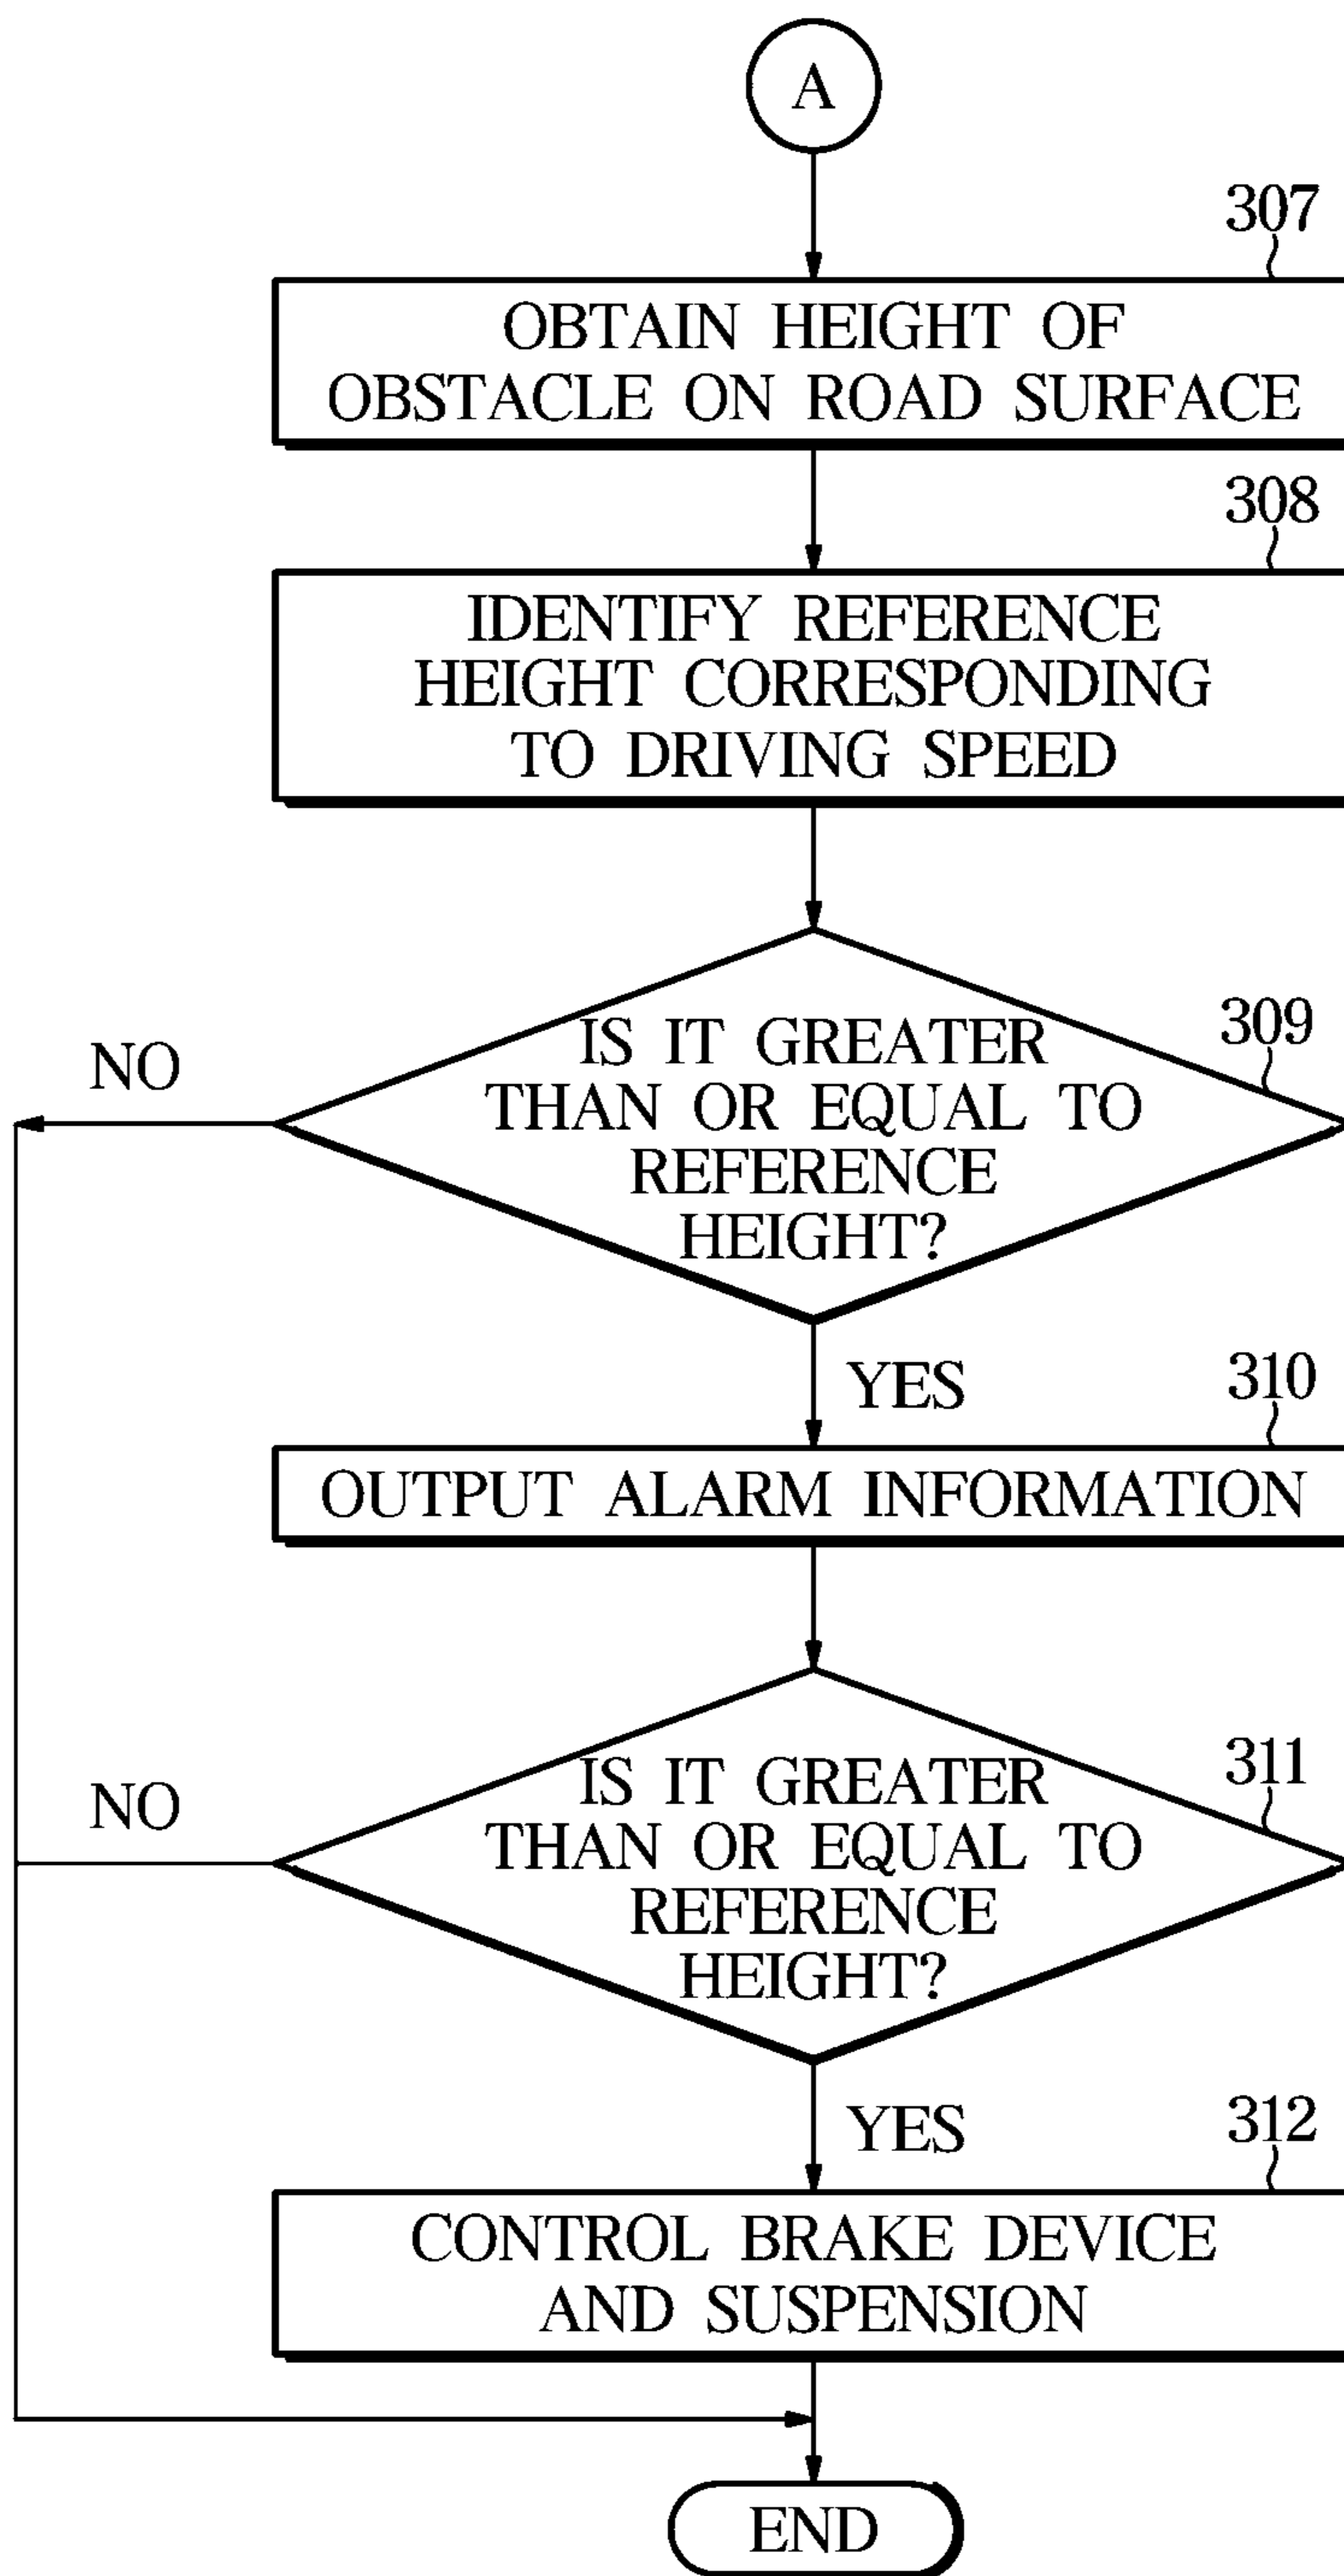 A
307
OBTAIN HEIGHT OF
OBSTACLE ON ROAD SURFACE
308
IDENTIFY REFERENCE
HEIGHT CORRESPONDING
TO DRIVING SPEED
309
NO
IS IT GREATER
THAN OR EQUAL TO
REFERENCE
HEIGHT?
YES
310
OUTPUT ALARM INFORMATION
311
NO
IS IT GREATER
THAN OR EQUAL TO
REFERENCE
HEIGHT?
YES
312
CONTROL BRAKE DEVICE
AND SUSPENSION
END